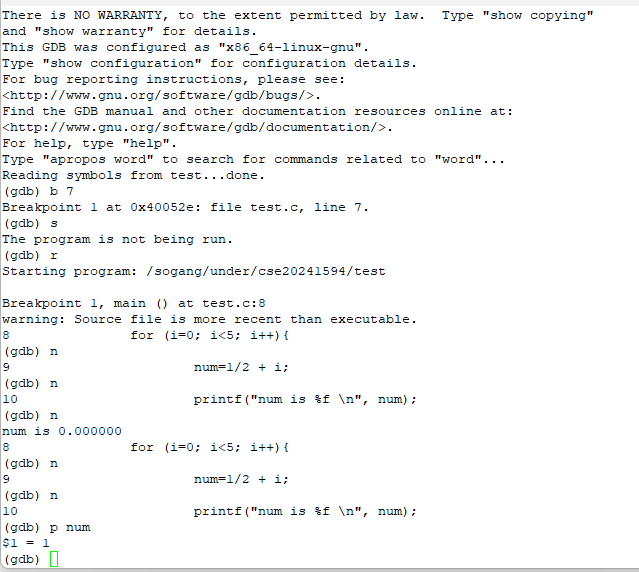 There is NO WARRANTY, to the extent permitted by law.  Type "show copying"
and "show warranty" for details.
This GDB was configured as "x86_64-linux-gnu".
Type "show configuration" for configuration details.
For bug reporting instructions, please see:
<http://www.gnu.org/software/gdb/bugs/>.
Find the GDB manual and other documentation resources online at:
<http://www.gnu.org/software/gdb/documentation/>.
For help, type "help".
Type "apropos word" to search for commands related to "word"...
Reading symbols from test...done.
(gdb) b 7
Breakpoint 1 at 0x40052e: file test.c, line 7.
(gdb) s
The program is not being run.
(gdb) r
Starting program: /sogang/under/cse20241594/test

Breakpoint 1, main () at test.c:8
warning: Source file is more recent than executable.
8               for (i=0; i<5; i++){
(gdb) n
9                       num=1/2 + i;
(gdb) n
10                      printf("num is %f \n", num);
(gdb) n
num is 0.000000
8               for (i=0; i<5; i++){
(gdb) n
9                       num=1/2 + i;
(gdb) n
10                      printf("num is %f \n", num);
(gdb) p num
$1 = 1
(gdb)